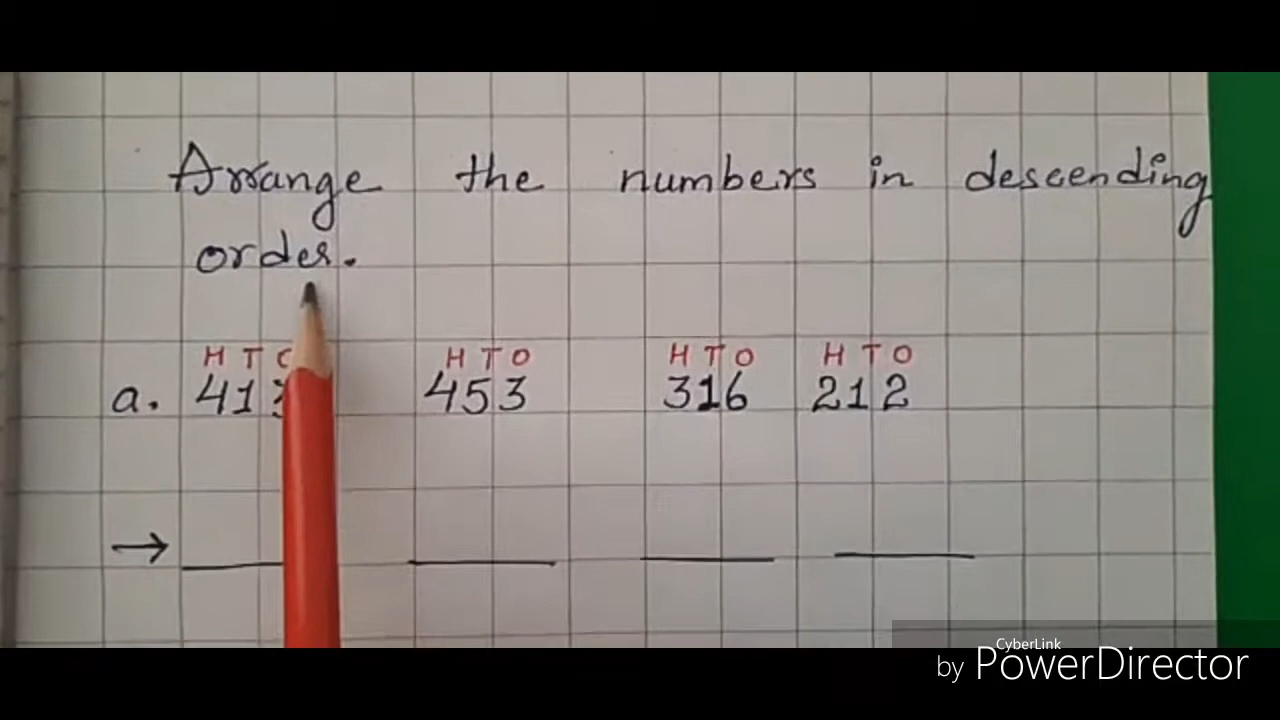 Arrange the numbers in descending
order.
H T O H T O H T O
a. 41 453 316 212
→
CyberLink
by PowerDirector